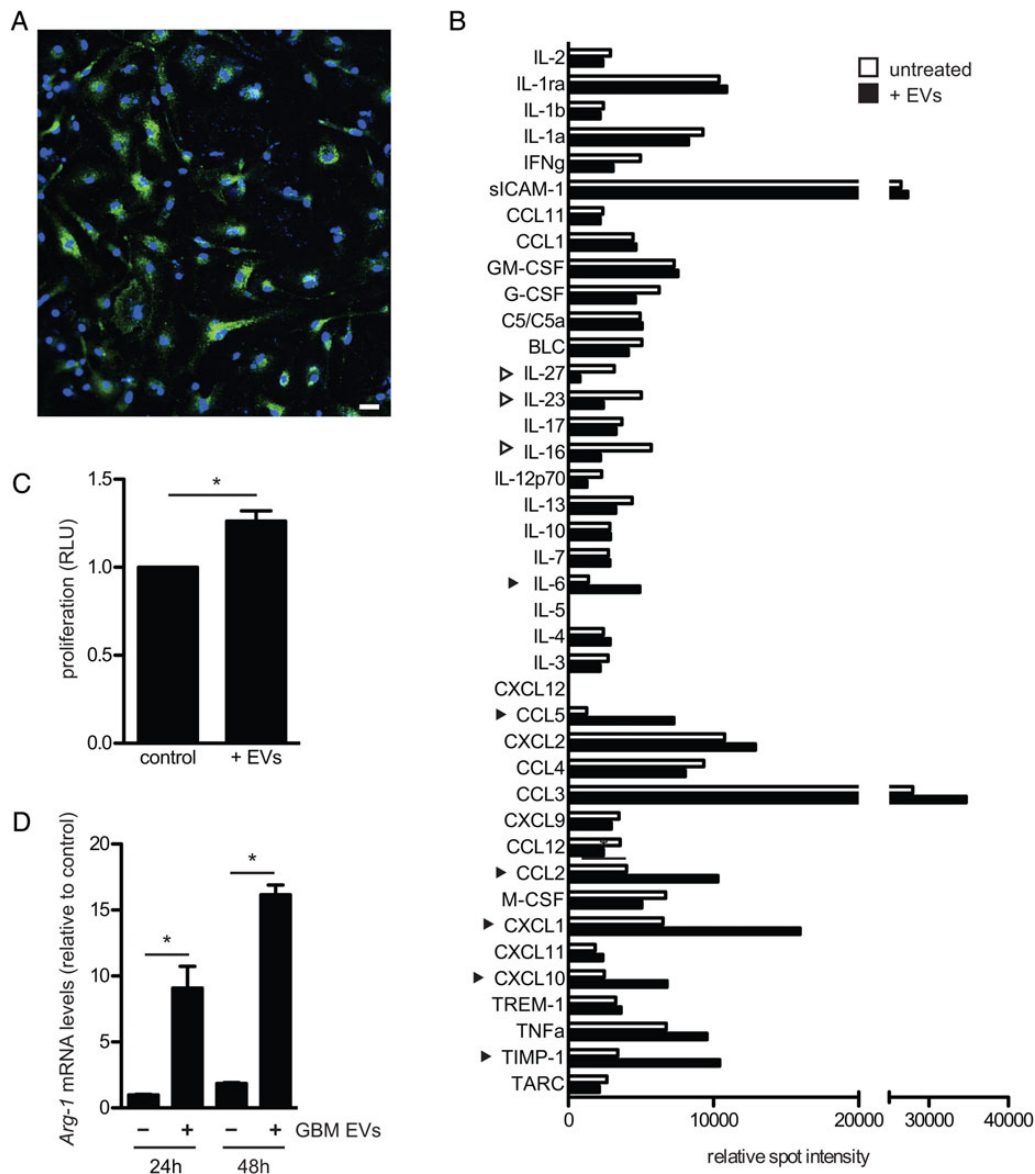 A
B
untreated
+ EVs
IL-2
IL-1ra
IL-1b
IL-1a
IFNg
sICAM-1
CCL11
CCL1
GM-CSF
G-CSF
C5/C5a
BLC
IL-27
IL-23
IL-17
IL-16
IL-12p70
IL-13
IL-10
IL-7
IL-6
IL-5
IL-4
IL-3
CXCL12
CCL5
CXCL2
CCL4
CCL3
CXCL9
CCL12
CCL2
M-CSF
CXCL1
CXCL11
CXCL10
TREM-1
TNFa
TIMP-1
TARC
0 10000 20000 30000 40000
relative spot intensity
C
proliferation (RLU)
1.5
1.0
0.5
0.0
*
control + EVs
D
Arg-1 mRNA levels (relative to control)
20
15
10
5
0
*
*
– + – + GBM EVs
24h 48h